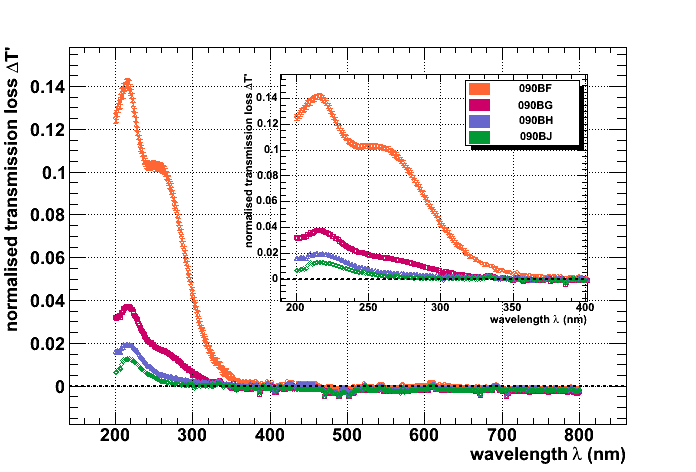 normalised transmission loss ΔT'
0.14
0.12
0.1
0.08
0.06
0.04
0.02
0
200 300 400 500 600 700 800
wavelength λ (nm)
normalised transmission loss ΔT'
0.14
0.12
0.1
0.08
0.06
0.04
0.02
0
200 250 300 350 400
wavelength λ (nm)
090BF
090BG
090BH
090BJ